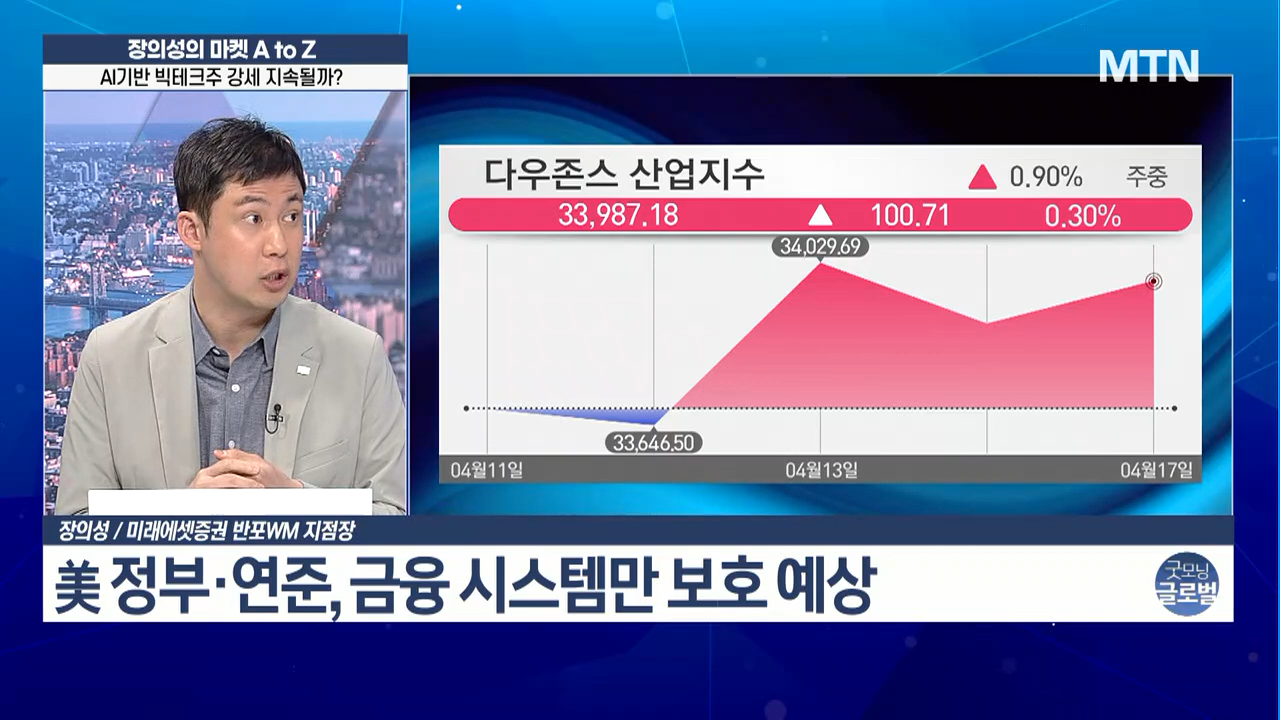 장의성의 마켓 A to Z
AI기반 빅테크주 강세 지속될까?
MTN
다우존스 산업지수 ▲ 0.90% 주중
33,987.18 ▲ 100.71 0.30%
34,029.69
33,646.50
04월11일 04월13일 04월17일
장의성 / 미래에셋증권 반포WM 지점장
美 정부·연준, 금융 시스템만 보호 예상
굿모닝
글로벌